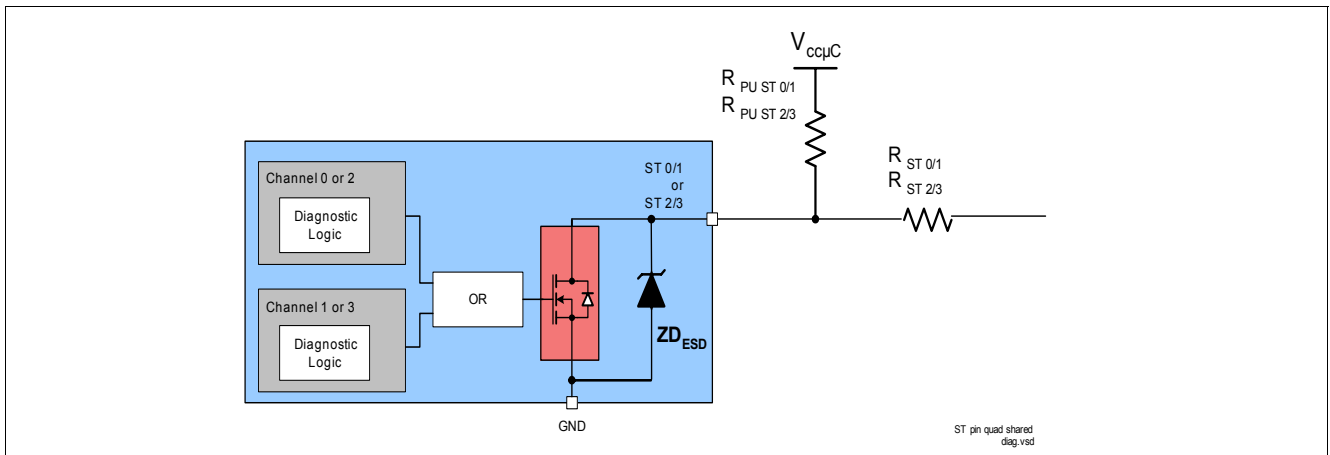 VccµC
R PU ST 0/1
R PU ST 2/3
R ST 0/1
R ST 2/3
ST 0/1
or
ST 2/3
Channel 0 or 2
Diagnostic
Logic
OR
Channel 1 or 3
Diagnostic
Logic
ZDESD
GND
ST pin quad shared
diag.vsd